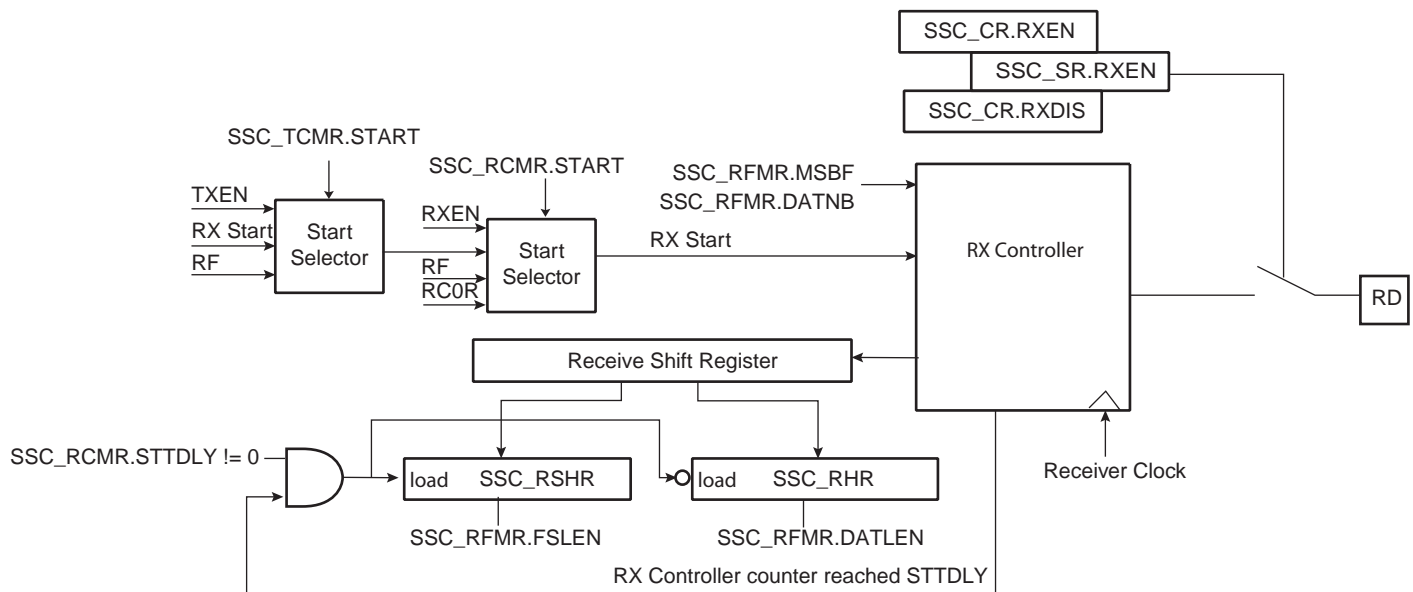 SSC_CR.RXEN
SSC_SR.RXEN
SSC_CR.RXDIS
SSC_TCMR.START
SSC_RCMR.START
SSC_RFMR.MSBF
SSC_RFMR.DATNB
TXEN
RX Start
RF
Start
Selector
RXEN
RF
RC0R
Start
Selector
RX Start
RX Controller
RD
Receive Shift Register
SSC_RCMR.STTDLY != 0
load
SSC_RSHR
load
SSC_RHR
Receiver Clock
SSC_RFMR.FSLEN
SSC_RFMR.DATLEN
RX Controller counter reached STTDLY